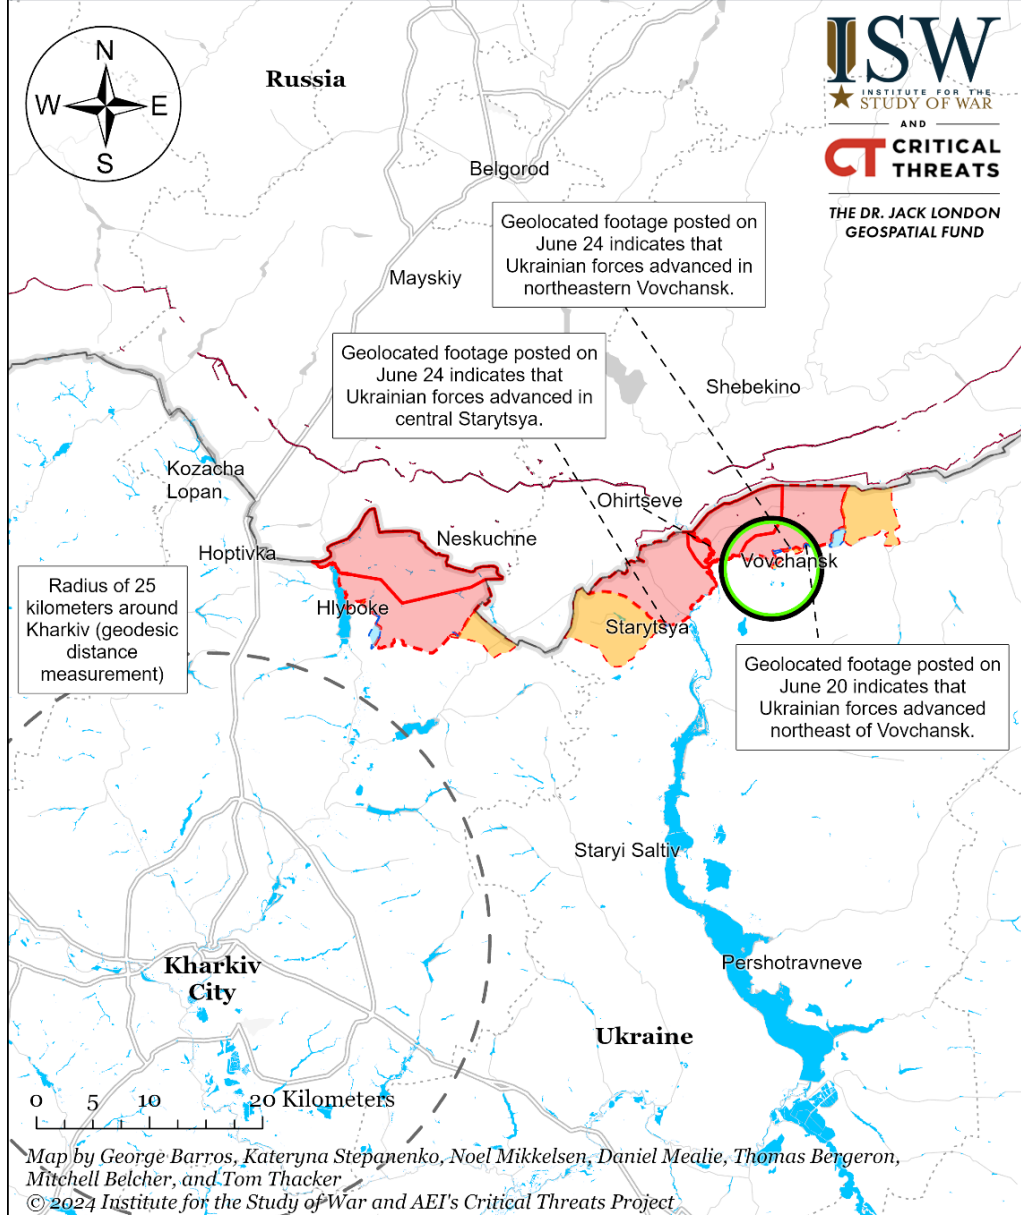 N
W E
S
Russia
ISW
INSTITUTE FOR THE
STUDY OF WAR
AND
CT CRITICAL
THREATS
THE DR. JACK LONDON
GEOSPATIAL FUND
Belgorod
Geolocated footage posted on
June 24 indicates that
Ukrainian forces advanced in
northeastern Vovchansk.
Mayskiy
Geolocated footage posted on
June 24 indicates that
Ukrainian forces advanced in
central Starytsya.
Shebekino
Kozacha
Lopan
Ohirtseve
Neskuchne
Hoptivka
Vovchansk
Radius of 25
kilometers around
Kharkiv (geodesic
distance
measurement)
Hlyboke
Starytsya
Geolocated footage posted on
June 20 indicates that
Ukrainian forces advanced
northeast of Vovchansk.
Staryi Saltiv
Pershotravneve
Kharkiv
City
Ukraine
0 5 10 20 Kilometers
Map by George Barros, Kateryna Stepanenko, Noel Mikkelsen, Daniel Mealie, Thomas Bergeron,
Mitchell Belcher, and Tom Thacker
© 2024 Institute for the Study of War and AEI's Critical Threats Project